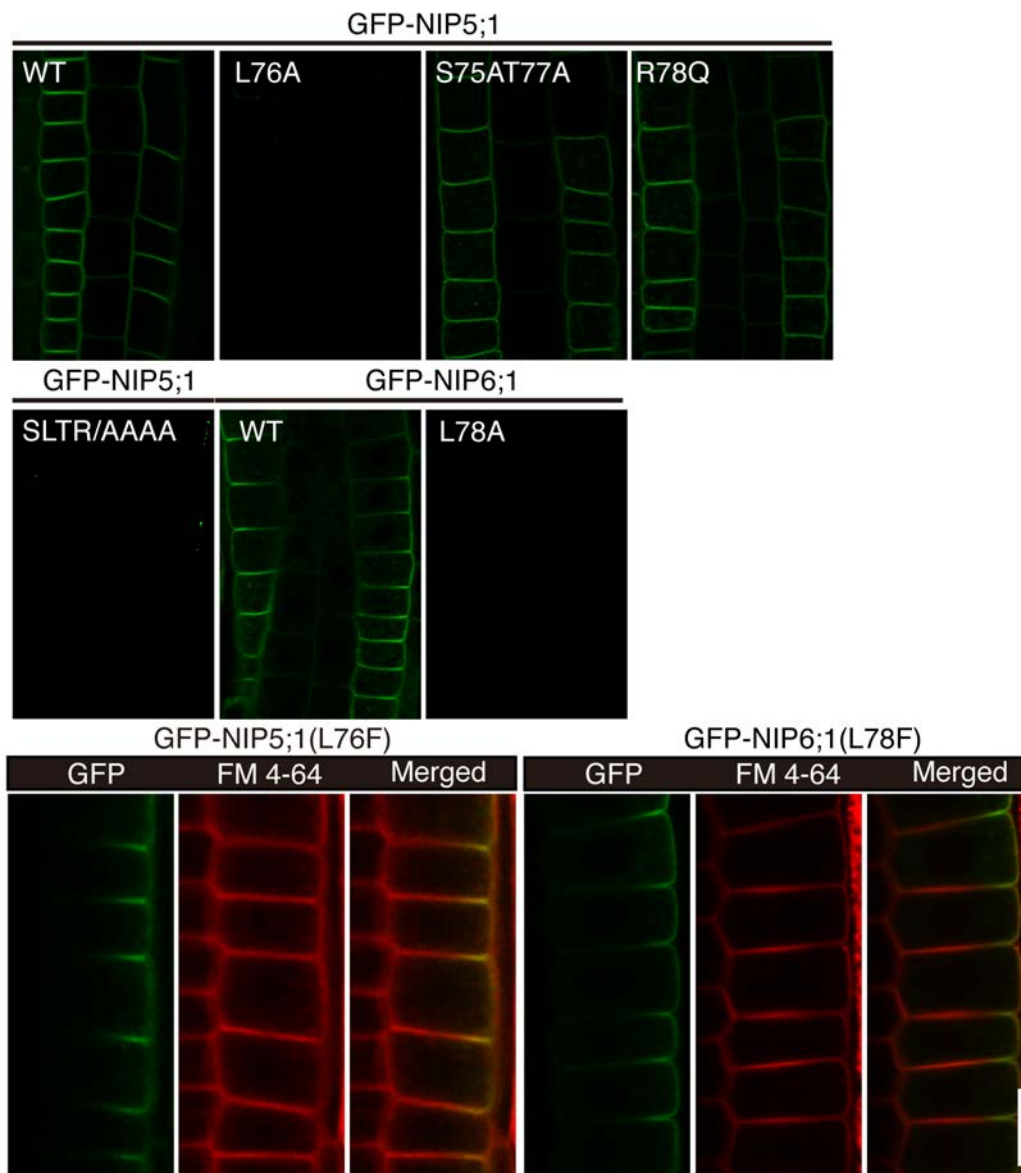 GFP-NIP5;1
WT L76A S75AT77A R78Q
GFP-NIP5;1 GFP-NIP6;1
SLTR/AAAA WT L78A
GFP-NIP5;1(L76F) GFP-NIP6;1(L78F)
GFP FM 4-64 Merged GFP FM 4-64 Merged